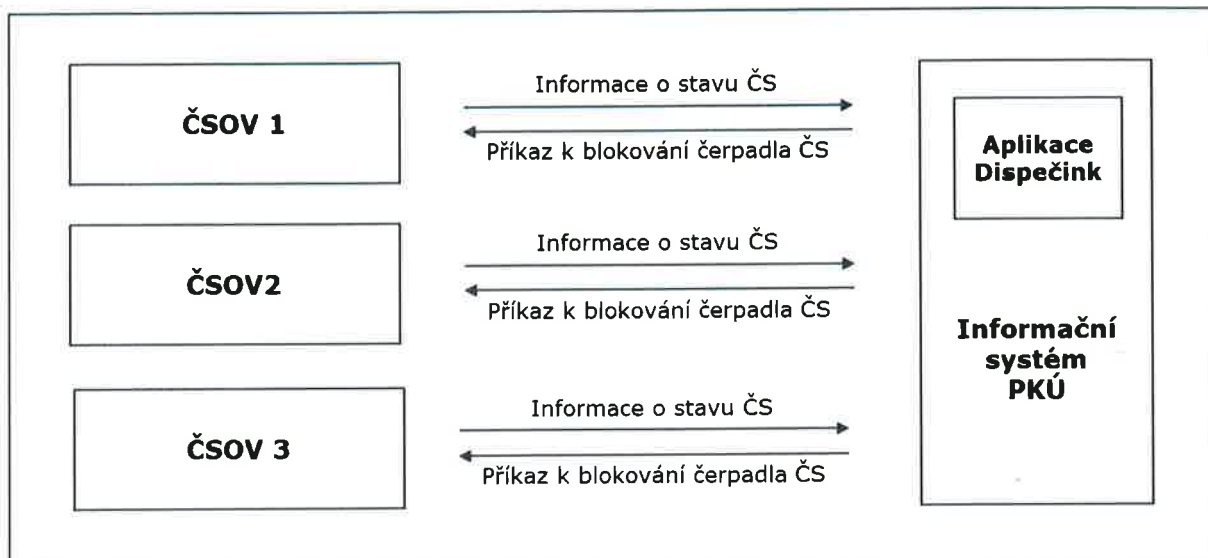 ČSOV 1
Informace o stavu ČS
Příkaz k blokování čerpadla ČS
ČSOV2
Informace o stavu ČS
Příkaz k blokování čerpadla ČS
ČSOV 3
Informace o stavu ČS
Příkaz k blokování čerpadla ČS
Aplikace
Dispečink
Informační
systém
PKÚ